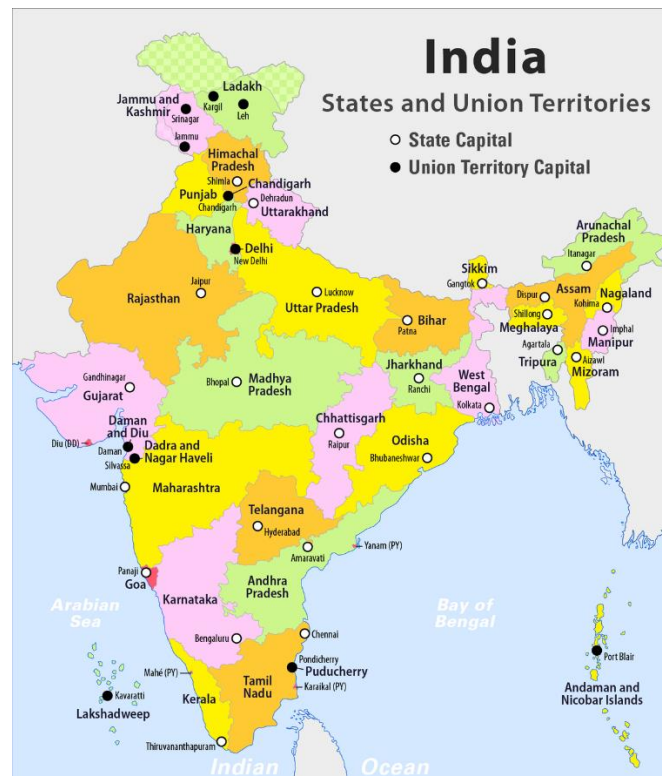 India
States and Union Territories
State Capital
Union Territory Capital
Ladakh
Kargil
Leh
Jammu and
Kashmir
Srinagar
Jammu
Himachal
Pradesh
Shimla
Chandigarh
Punjab
Chandigarh
Dehradun
Uttarakhand
Haryana
Delhi
New Delhi
Arunachal
Pradesh
Itanagar
Sikkim
Gangtok
Assam
Dispur
Nagaland
Kohima
Shillong
Meghalaya
Imphal
Manipur
Agartala
Tripura
Aizawl
Mizoram
Jaipur
Rajasthan
Lucknow
Uttar Pradesh
Bihar
Patna
Jharkhand
Ranchi
West
Bengal
Kolkata
Gandhinagar
Gujarat
Bhopal
Madhya
Pradesh
Chhattisgarh
Raipur
Odisha
Bhubaneshwar
Daman
and Diu
Diu (DD)
Daman
Dadra and
Nagar Haveli
Silvassa
Mumbai
Maharashtra
Telangana
Hyderabad
Amaravati
Yanam (PY)
Panaji
Goa
Karnataka
Andhra
Pradesh
Arabian
Sea
Bay of
Bengal
Bengaluru
Chennai
Pondicherry
Puducherry
Mahé (PY)
Tamil
Nadu
Karaikal (PY)
Kerala
Kavaratti
Lakshadweep
Thiruvananthapuram
Port Blair
Andaman and
Nicobar Islands
Indian Ocean